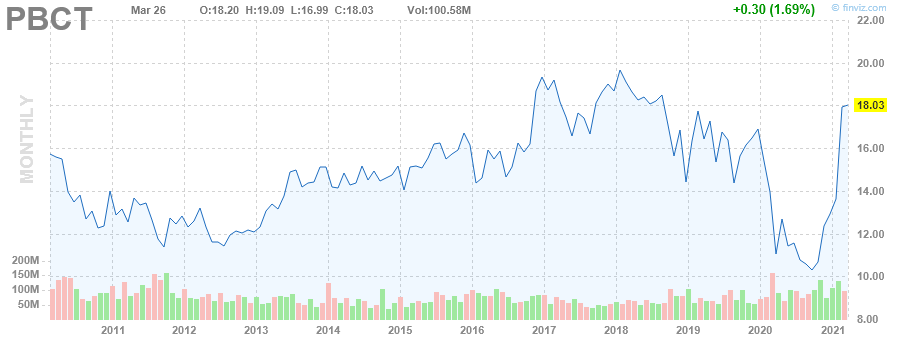 PBCT Mar 26 O:18.20 H:19.09 L:16.99 C:18.03 Vol:100.58M +0.30 (1.69%) © finviz.com
22.00
20.00
18.03
16.00
14.00
12.00
10.00
8.00
MONTHLY
200M
150M
100M
50M
2011 2012 2013 2014 2015 2016 2017 2018 2019 2020 2021